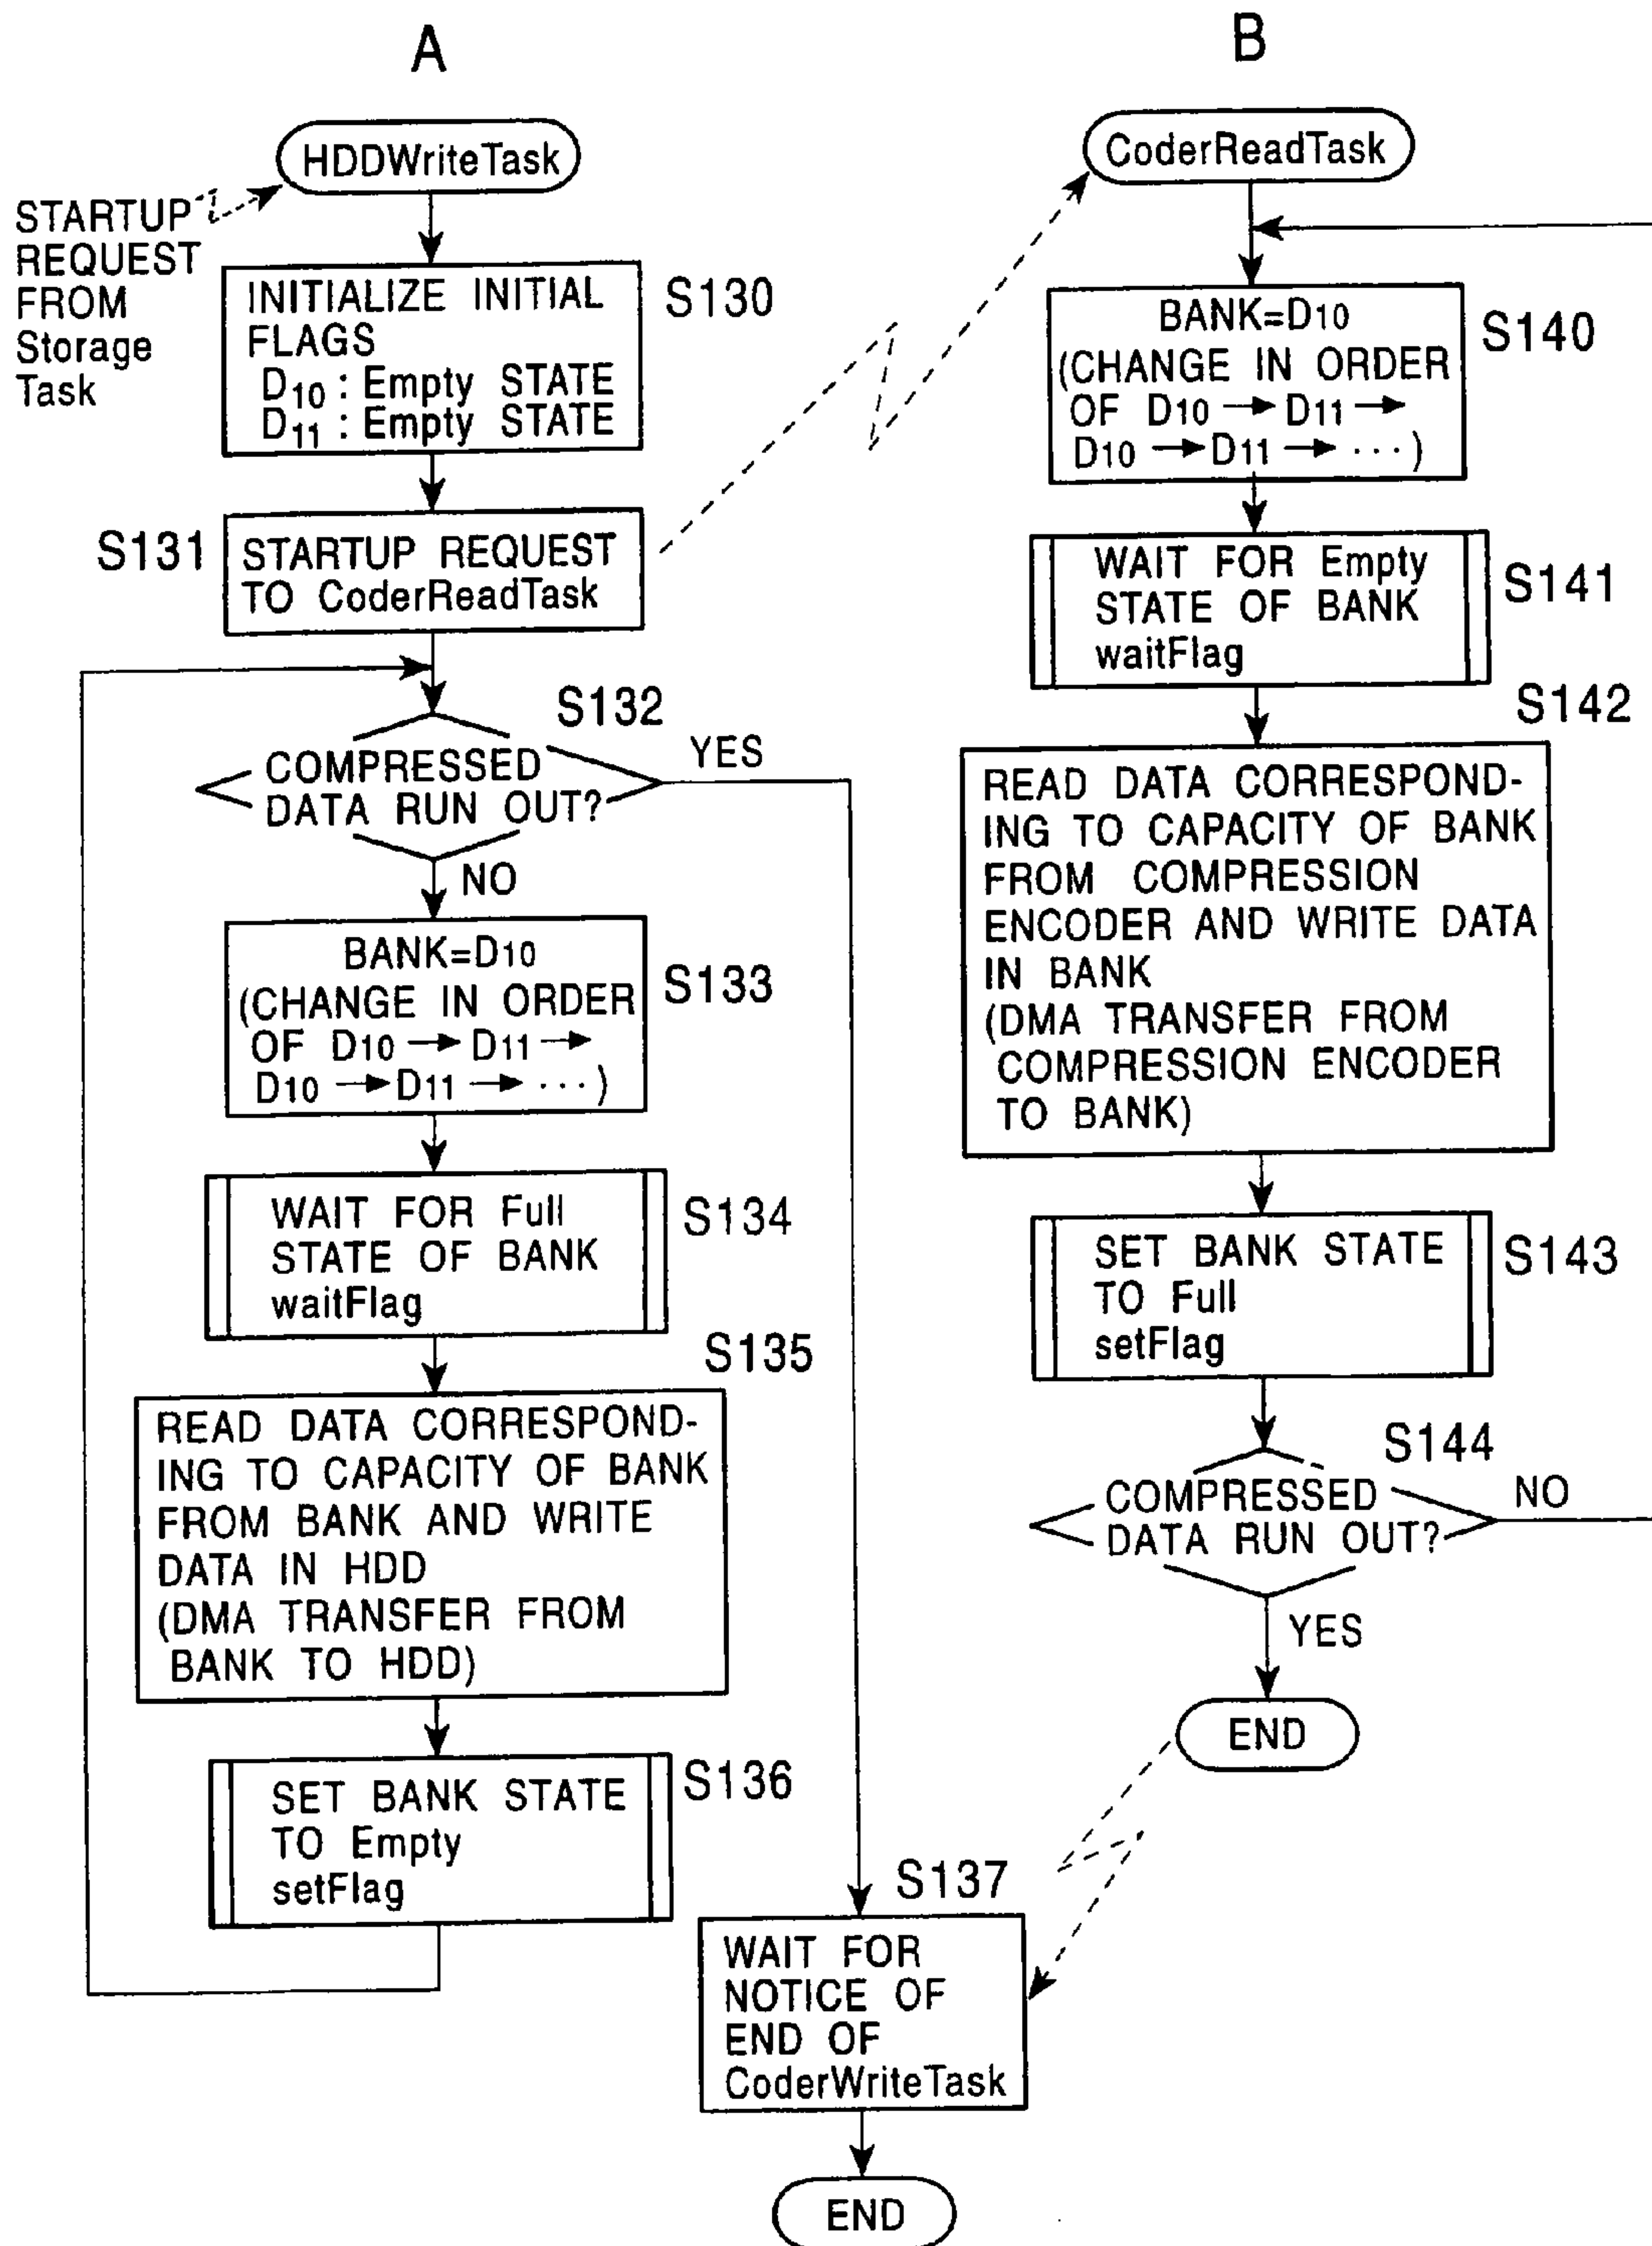 A
HDDWriteTask
STARTUP
REQUEST
FROM
Storage
Task
INITIALIZE INITIAL
FLAGS
D10 : Empty STATE
D11 : Empty STATE
S130
S131
STARTUP REQUEST
TO CoderReadTask
S132
COMPRESSED
DATA RUN OUT?
YES
NO
BANK=D10
(CHANGE IN ORDER
OF D10 → D11 →
D10 → D11 → ···)
S133
WAIT FOR Full
STATE OF BANK
waitFlag
S134
S135
READ DATA CORRESPOND-
ING TO CAPACITY OF BANK
FROM BANK AND WRITE
DATA IN HDD
(DMA TRANSFER FROM
BANK TO HDD)
SET BANK STATE
TO Empty
setFlag
S136
S137
WAIT FOR
NOTICE OF
END OF
CoderWriteTask
END
B
CoderReadTask
BANK=D10
(CHANGE IN ORDER
OF D10 → D11 →
D10 → D11 → ···)
S140
WAIT FOR Empty
STATE OF BANK
waitFlag
S141
S142
READ DATA CORRESPOND-
ING TO CAPACITY OF BANK
FROM COMPRESSION
ENCODER AND WRITE DATA
IN BANK
(DMA TRANSFER FROM
COMPRESSION ENCODER
TO BANK)
SET BANK STATE
TO Full
setFlag
S143
S144
COMPRESSED
DATA RUN OUT?
NO
YES
END